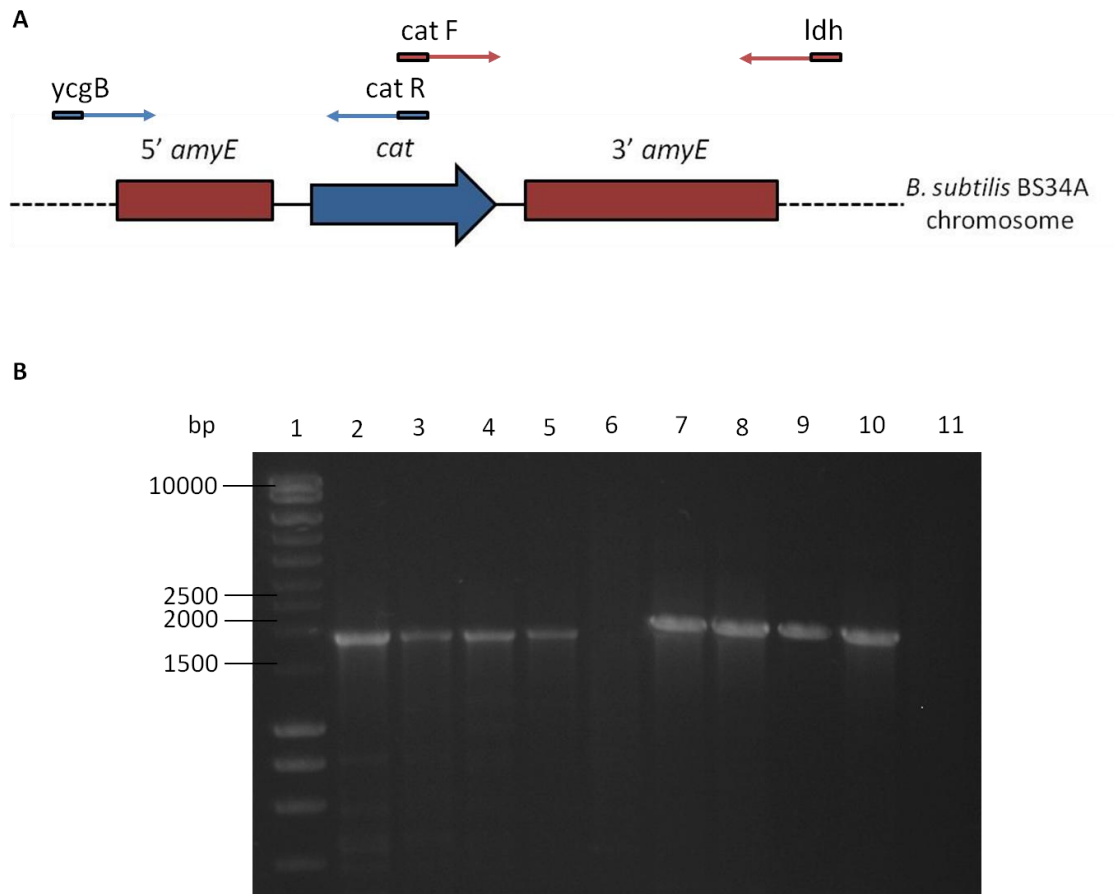 A
cat F
ldh
ycgB
cat R
5’ amyE
cat
3’ amyE
B. subtilis BS34A
chromosome
B
bp 1 2 3 4 5 6 7 8 9 10 11
10000
2500
2000
1500